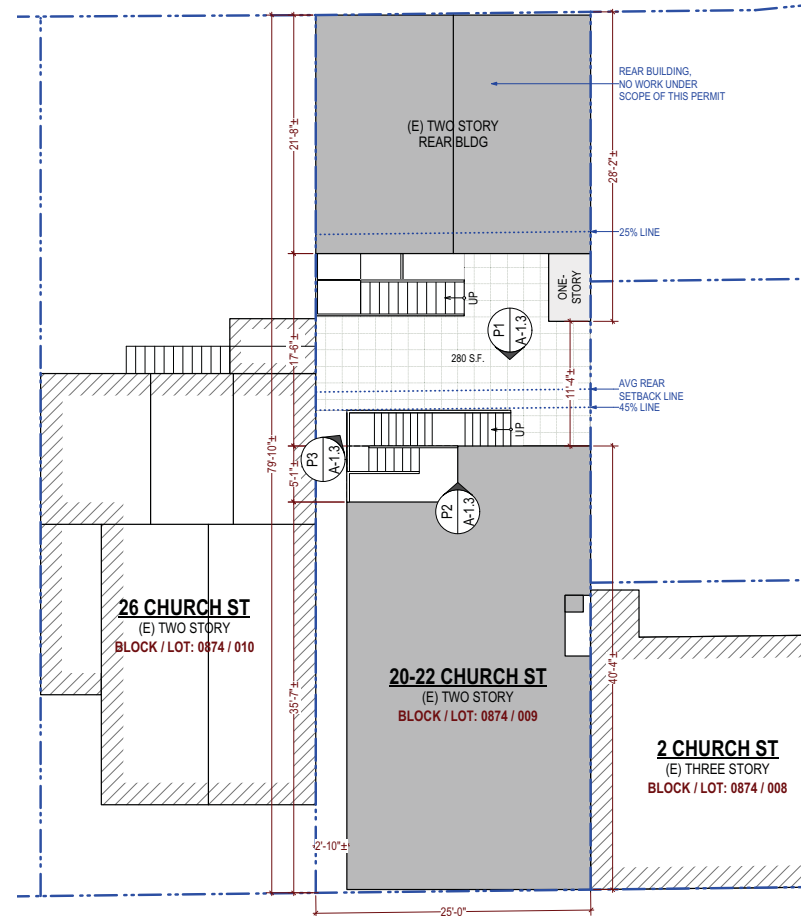 REAR BUILDING,
NO WORK UNDER
SCOPE OF THIS PERMIT
(E) TWO STORY
REAR BLDG
21'-8"±
28'-2"±
25% LINE
ONE-
STORY
UP
P1
A-1.3
17'-6"±
280 S.F.
11'-4"±
AVG REAR
SETBACK LINE
45% LINE
UP
79'-10"±
P3
A-1.3
5'-1"±
P2
A-1.3
26 CHURCH ST
(E) TWO STORY
BLOCK / LOT: 0874 / 010
35'-7"±
20-22 CHURCH ST
(E) TWO STORY
BLOCK / LOT: 0874 / 009
40'-4"±
2 CHURCH ST
(E) THREE STORY
BLOCK / LOT: 0874 / 008
2'-10"±
25'-0"